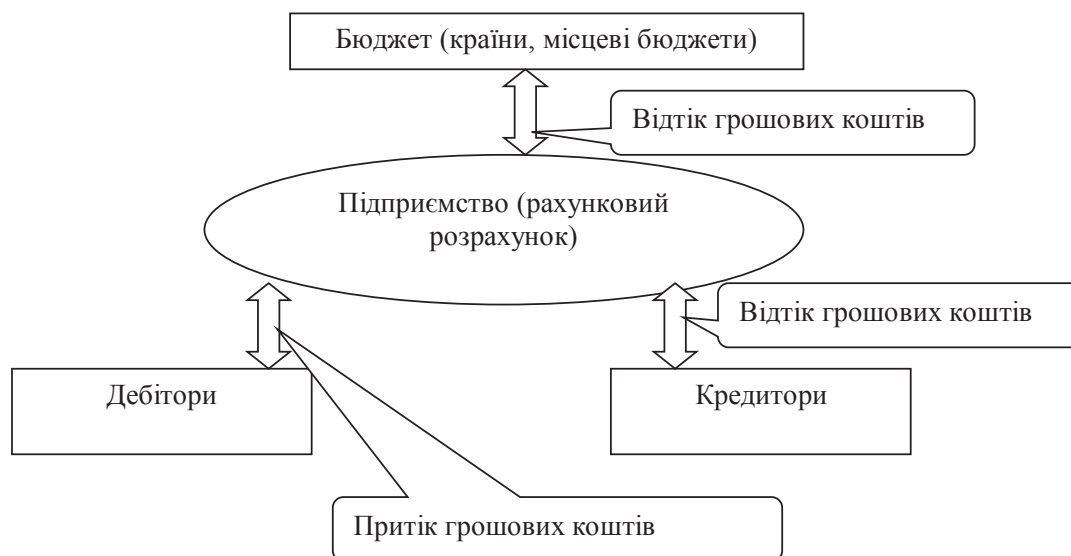 Бюджет (країни, місцеві бюджети)
Відтік грошових коштів
Підприємство (рахунковий
розрахунок)
Відтік грошових коштів
Дебітори
Кредитори
Притік грошових коштів